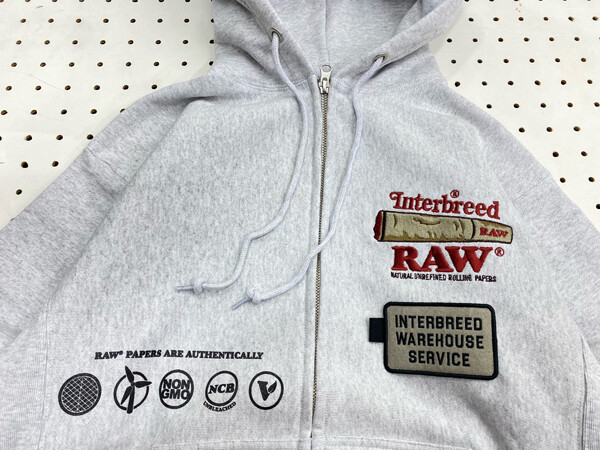 Interbreed®
RAW
RAW®
NATURAL UNREFINED ROLLING PAPERS
INTERBREED
WAREHOUSE
SERVICE
RAW® PAPERS ARE AUTHENTICALLY
NON
GMO
NCB
UNBLEACHED
V